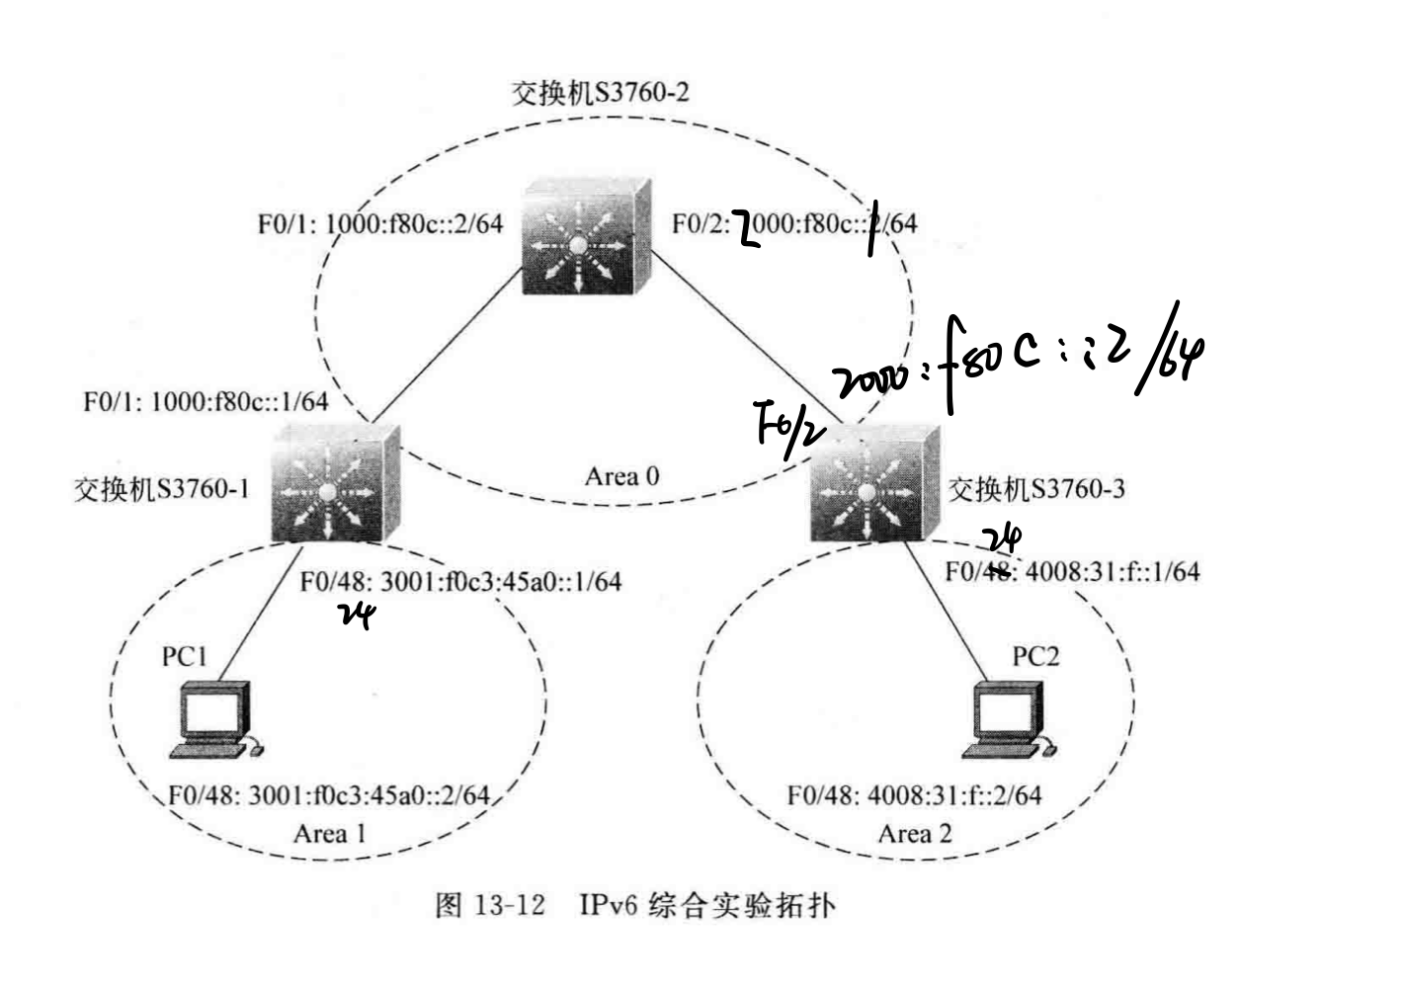 交换机S3760-2
F0/1: 1000:f80c::2/64
F0/2: 2000:f80c::1/64
2000:f80c::2/64
F0/1: 1000:f80c::1/64
F0/2
Area 0
交换机S3760-1
交换机S3760-3
24
F0/48: 4008:31:f::1/64
F0/48: 3001:f0c3:45a0::1/64
24
PC1
PC2
F0/48: 3001:f0c3:45a0::2/64
F0/48: 4008:31:f::2/64
Area 1
Area 2
图 13-12 IPv6 综合实验拓扑